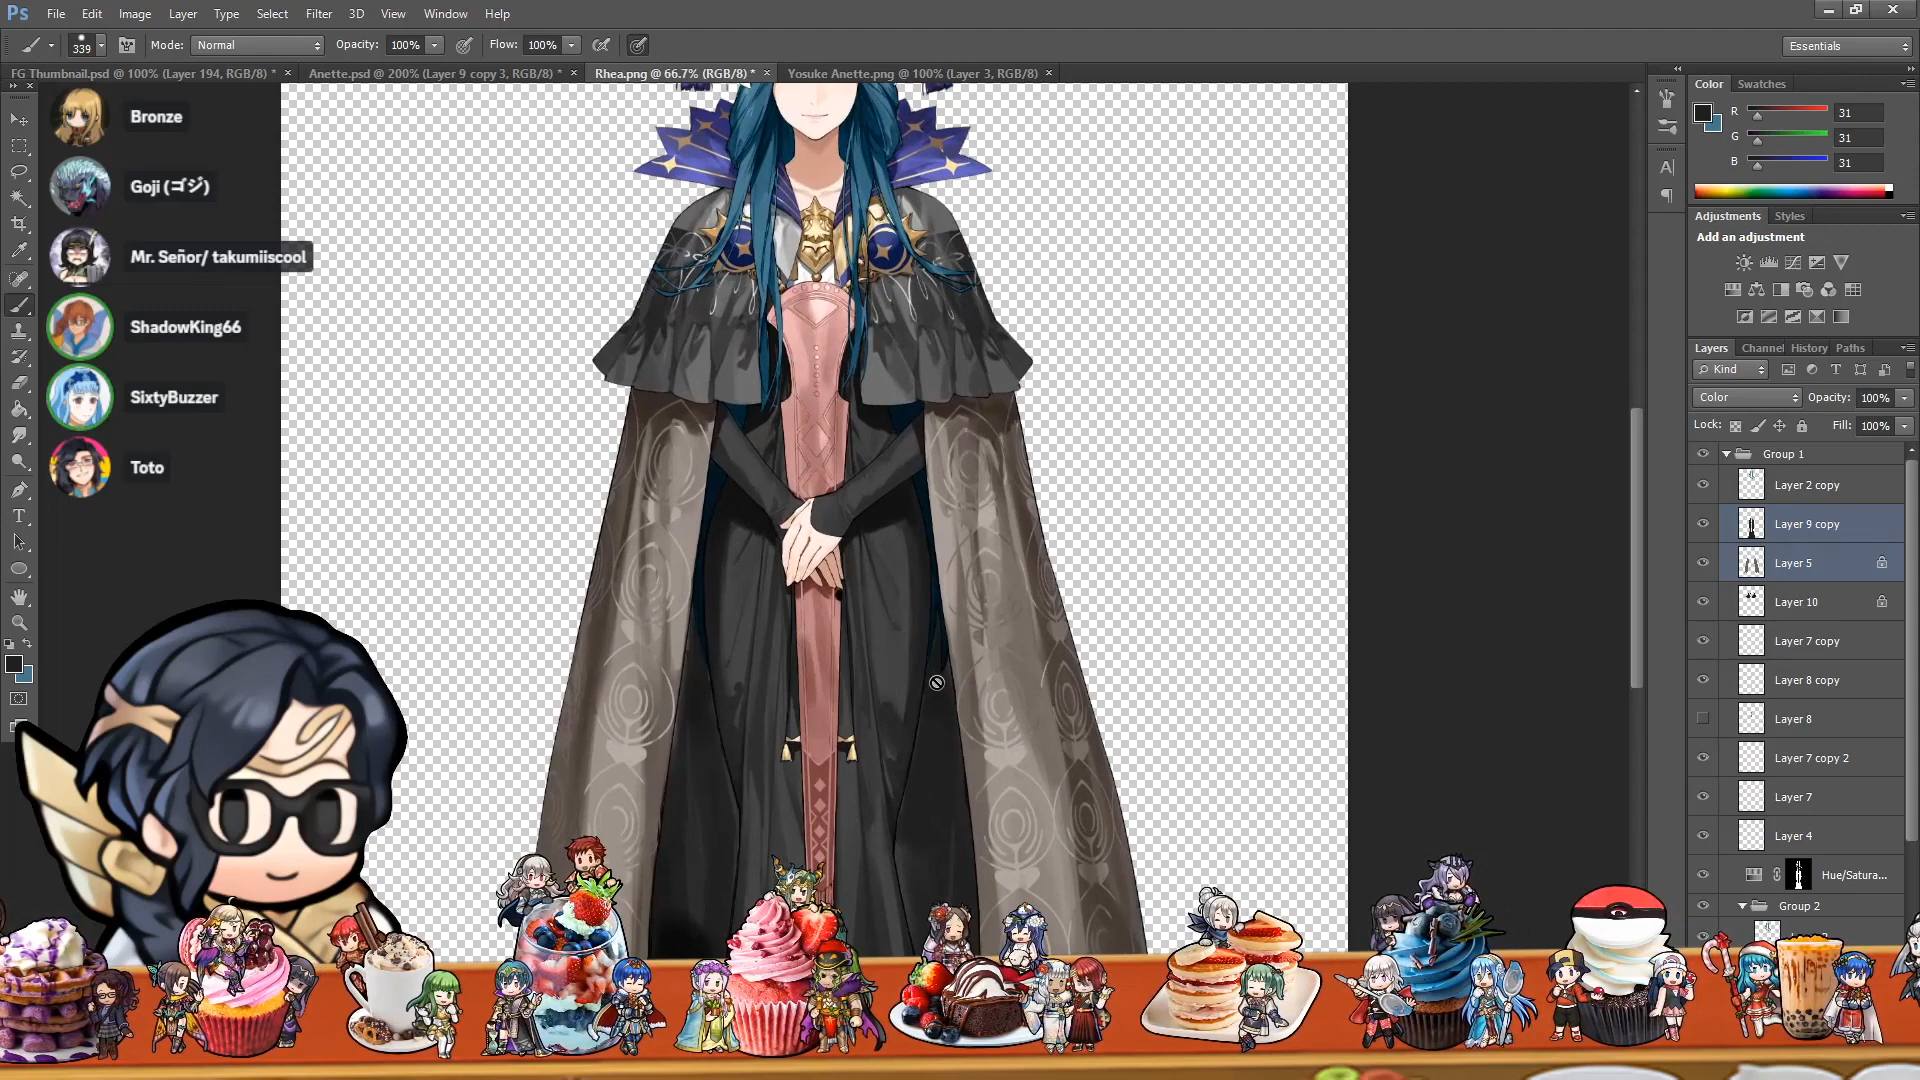 Ps File Edit Image Layer Type Select Filter 3D View Window Help
339 Mode: Normal Opacity: 100% Flow: 100% Essentials
FG Thumbnail.psd @ 100% (Layer 194, RGB/8) * × Anette.psd @ 200% (Layer 9 copy 3, RGB/8) * × Rhea.png @ 66.7% (RGB/8) * × Yosuke Anette.png @ 100% (Layer 3, RGB/8) ×
Bronze
Goji (ゴジ)
Mr. Señor/ takumiiscool
ShadowKing66
SixtyBuzzer
Toto
Color Swatches
R 31
G 31
B 31
Adjustments Styles
Add an adjustment
Layers Channel History Paths
Kind
Color Opacity: 100%
Lock: Fill: 100%
Group 1
Layer 2 copy
Layer 9 copy
Layer 5
Layer 10
Layer 7 copy
Layer 8 copy
Layer 8
Layer 7 copy 2
Layer 7
Layer 4
Hue/Satura...
Group 2